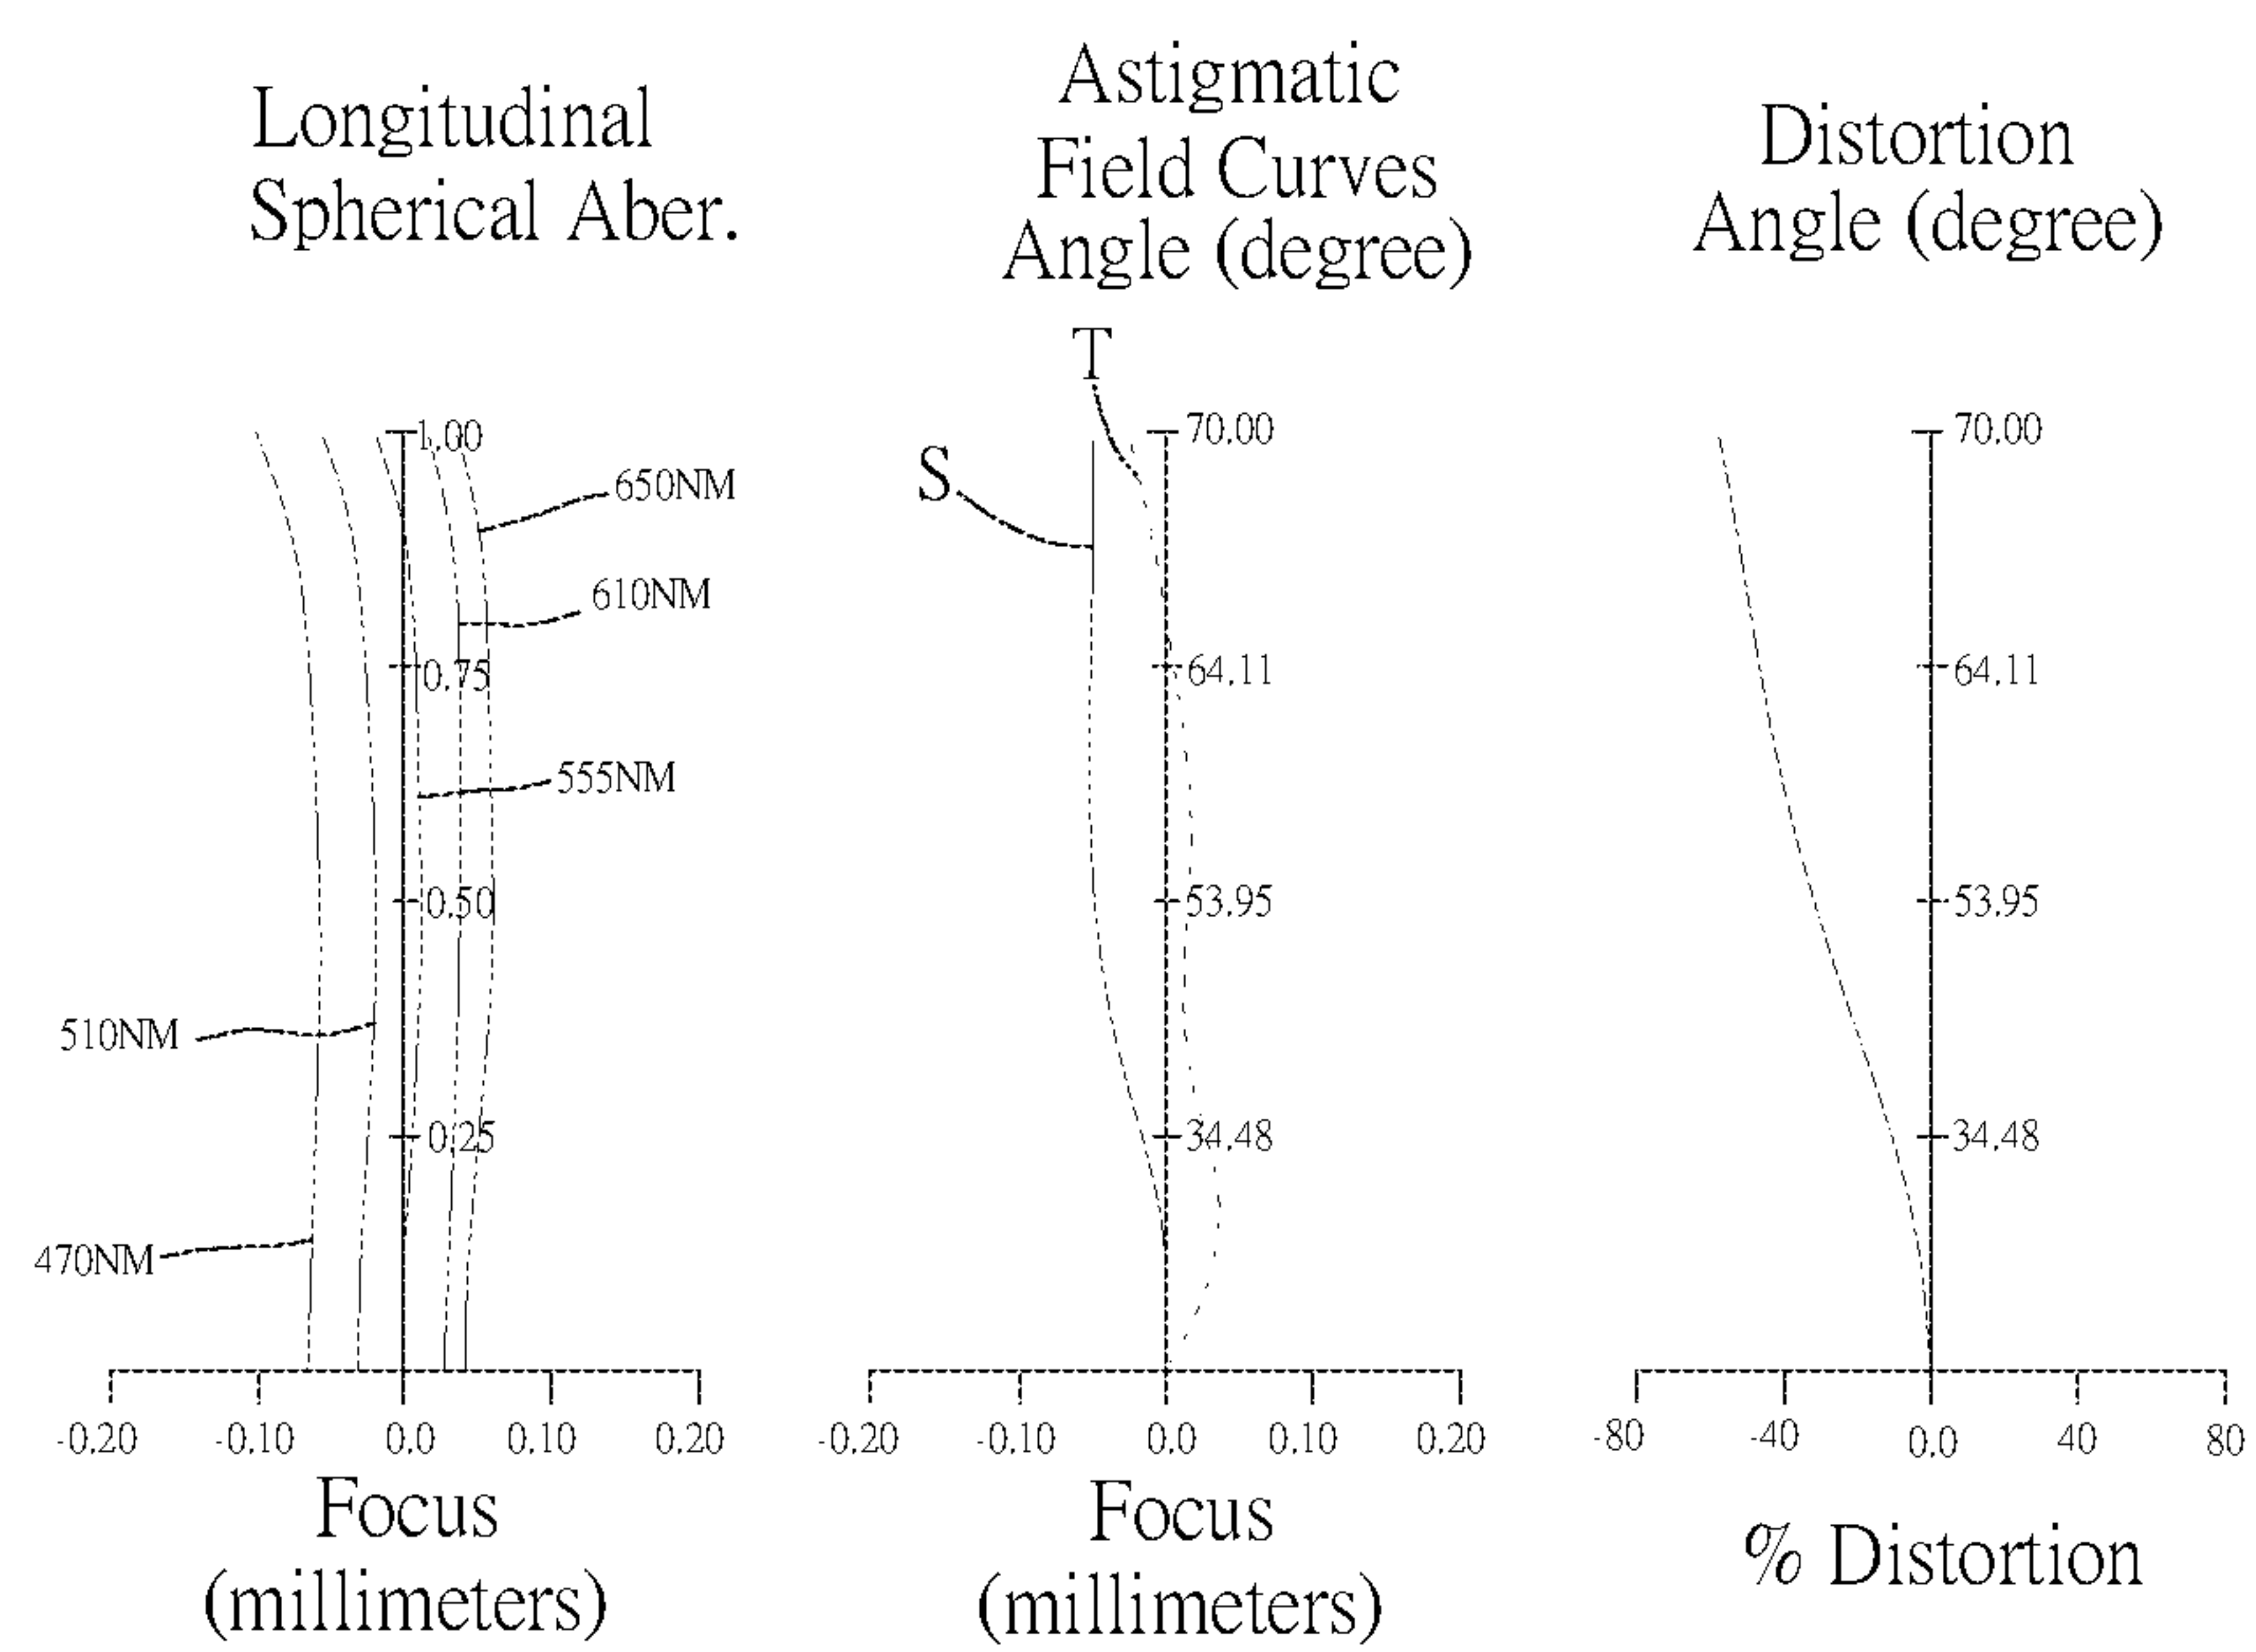 Longitudinal
Spherical Aber.
1.00
650NM
610NM
0.75
555NM
0.50
510NM
0.25
470NM
-0.20 -0.10 0.0 0.10 0.20
Focus
(millimeters)
Astigmatic
Field Curves
Angle (degree)
T
S
70.00
64.11
53.95
34.48
-0.20 -0.10 0.0 0.10 0.20
Focus
(millimeters)
Distortion
Angle (degree)
70.00
64.11
53.95
34.48
-80 -40 0.0 40 80
% Distortion